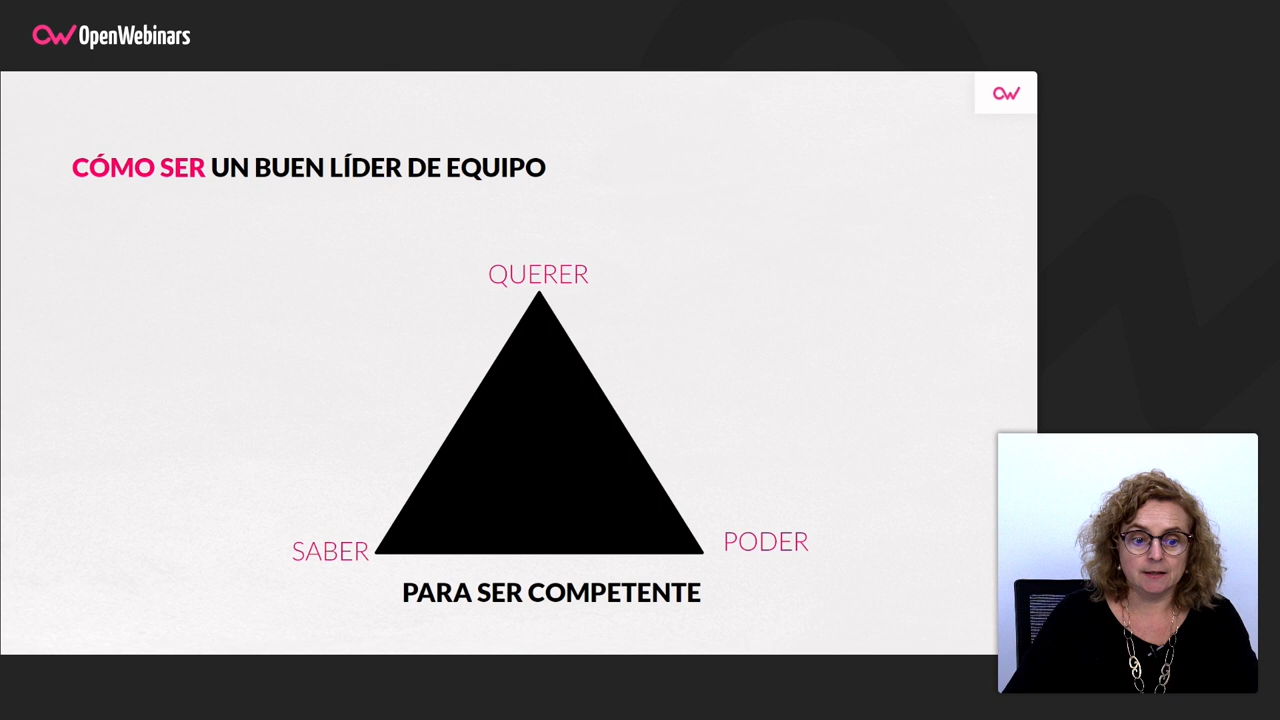 OpenWebinars
CÓMO SER UN BUEN LÍDER DE EQUIPO
QUERER
SABER
PODER
PARA SER COMPETENTE